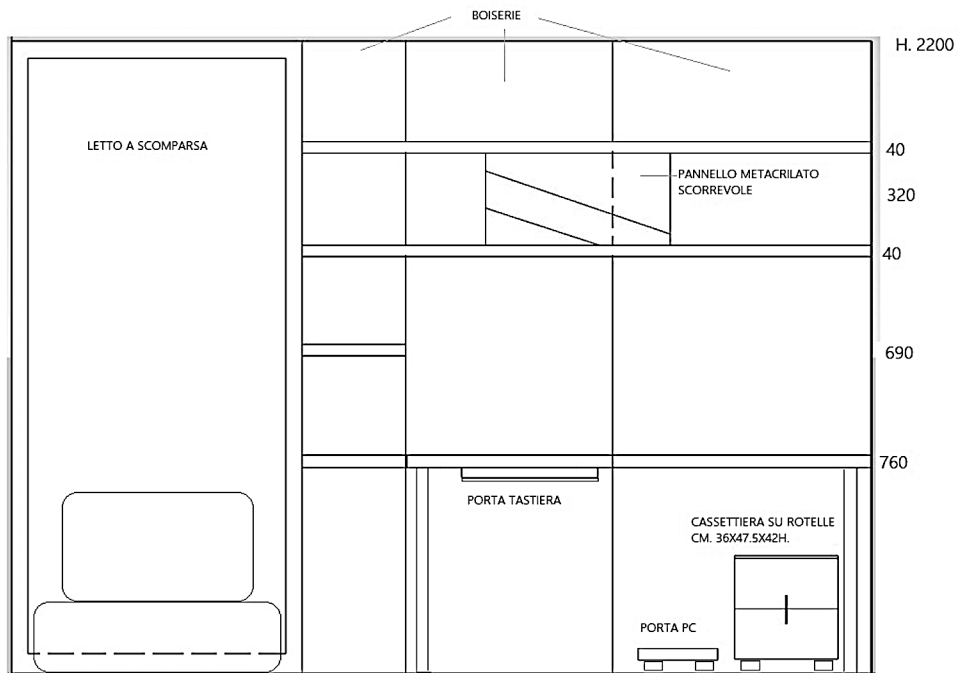 BOISERIE
H. 2200
LETTO A SCOMPARSA
40
PANNELLO METACRILATO
SCORREVOLE
320
40
690
760
PORTA TASTIERA
CASSETTIERA SU ROTELLE
CM. 36X47.5X42H.
PORTA PC